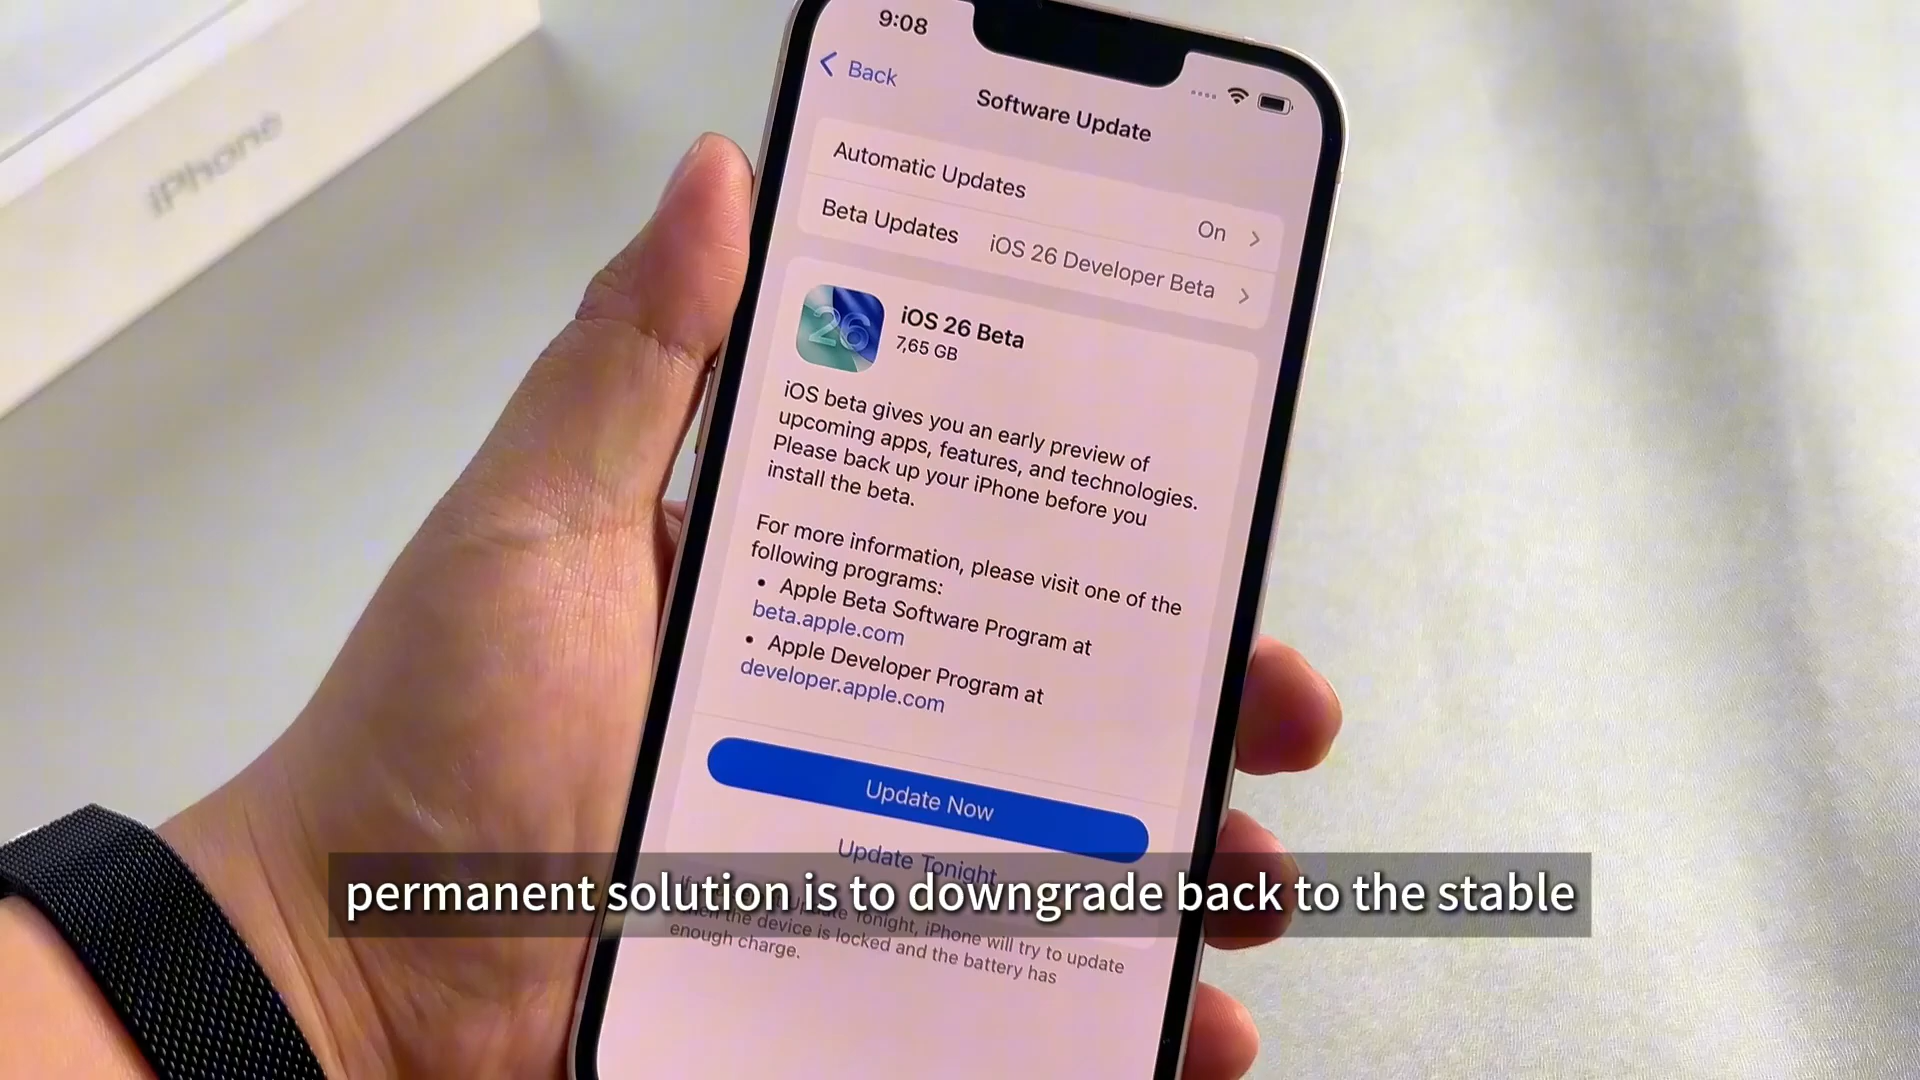 iPhone
9:08
Back
Software Update
Automatic Updates
On
Beta Updates
iOS 26 Developer Beta
26
iOS 26 Beta
7,65 GB
iOS beta gives you an early preview of
upcoming apps, features, and technologies.
Please back up your iPhone before you
install the beta.
For more information, please visit one of the
following programs:
• Apple Beta Software Program at
beta.apple.com
• Apple Developer Program at
developer.apple.com
Update Now
Update Tonight
permanent solution is to downgrade back to the stable
Update Tonight, iPhone will try to update
the device is locked and the battery has
enough charge.